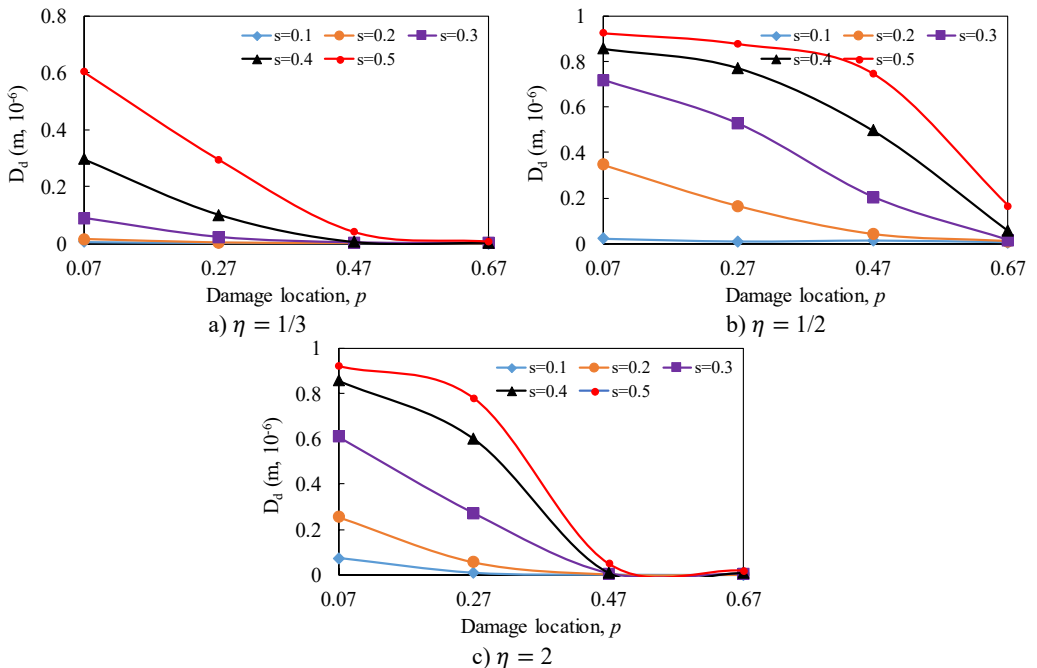 0.8
0.6
0.4
0.2
0
D_d (m, 10⁻⁶)
s=0.1 s=0.2 s=0.3
s=0.4 s=0.5
0.07 0.27 0.47 0.67
Damage location, p
a) η = 1/3
1
0.8
0.6
0.4
0.2
0
D_d (m, 10⁻⁶)
s=0.1 s=0.2 s=0.3
s=0.4 s=0.5
0.07 0.27 0.47 0.67
Damage location, p
b) η = 1/2
1
0.8
0.6
0.4
0.2
0
D_d (m, 10⁻⁶)
s=0.1 s=0.2 s=0.3
s=0.4 s=0.5
0.07 0.27 0.47 0.67
Damage location, p
c) η = 2